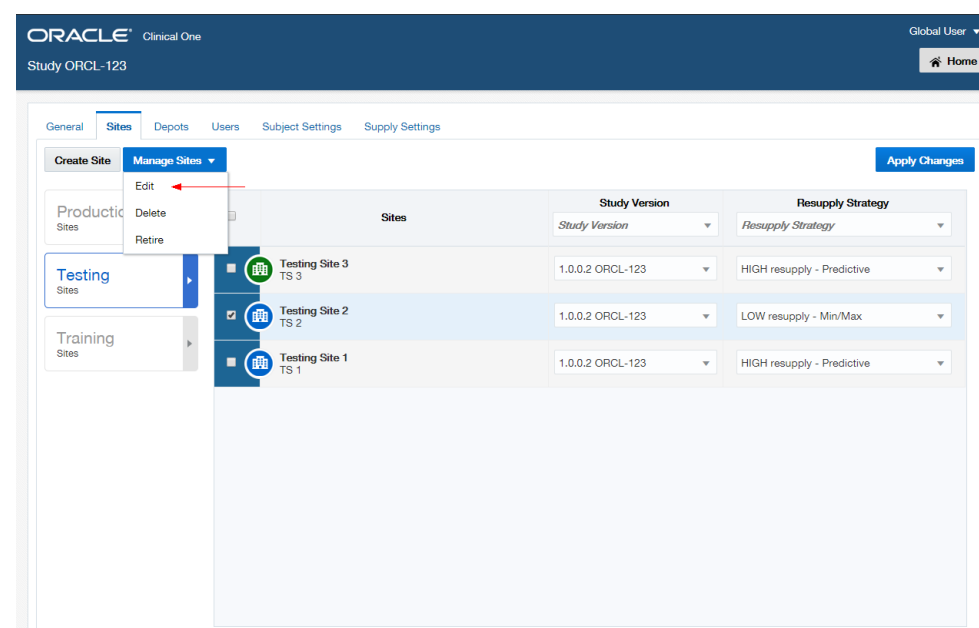 ORACLE® Clinical One
Global User
Study ORCL-123
Home
General Sites Depots Users Subject Settings Supply Settings
Create Site Manage Sites Apply Changes
Edit
Delete
Retire
Productio
Sites
Testing
Sites
Training
Sites
Sites Study Version Resupply Strategy
Study Version Resupply Strategy
Testing Site 3 1.0.0.2 ORCL-123 HIGH resupply - Predictive
TS 3
Testing Site 2 1.0.0.2 ORCL-123 LOW resupply - Min/Max
TS 2
Testing Site 1 1.0.0.2 ORCL-123 HIGH resupply - Predictive
TS 1